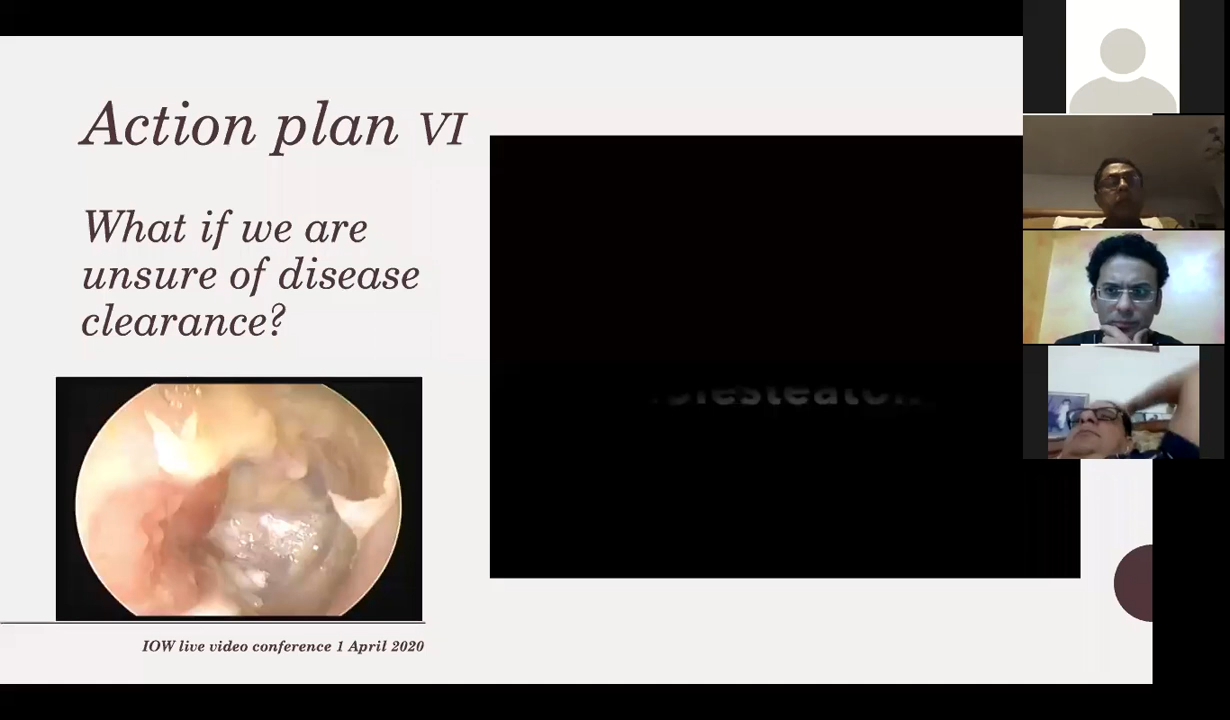 Action plan VI
What if we are
unsure of disease
clearance?
IOW live video conference 1 April 2020